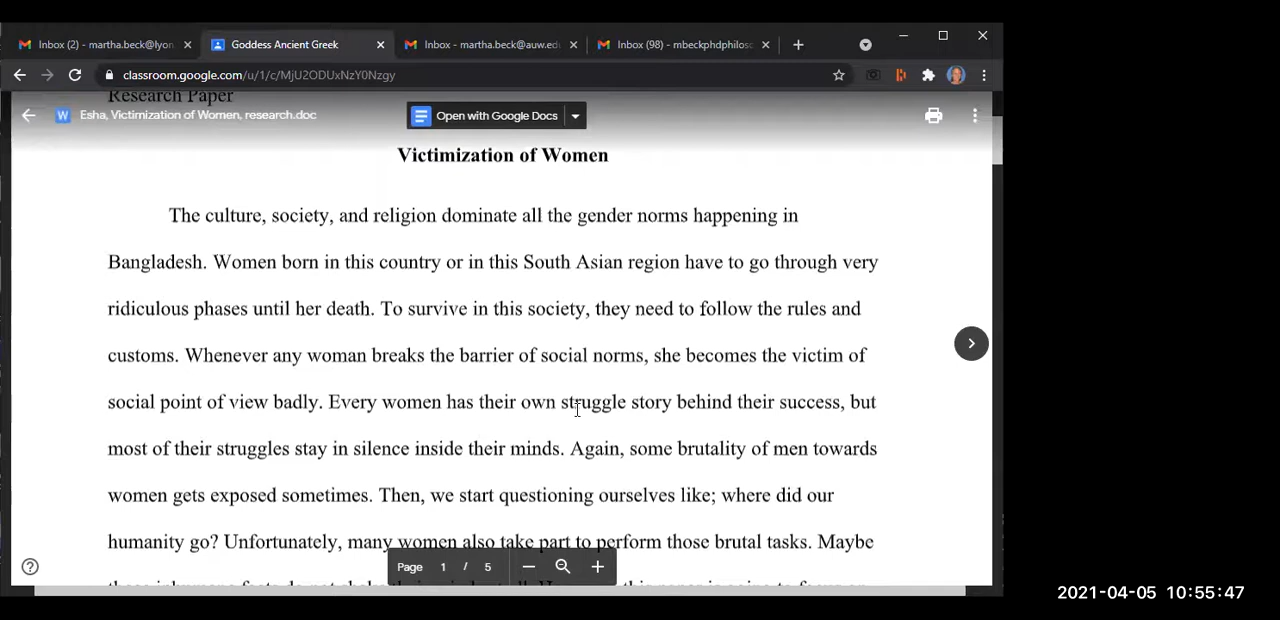 Inbox (2) - martha.beck@lyon
Goddess Ancient Greek
Inbox - martha.beck@auw.ed
Inbox (98) - mbeckphdphilosc
classroom.google.com/u/1/c/MjU2ODUxNzY0Nzgy
Research Paper
Esha, Victimization of Women, research.doc
Open with Google Docs
Victimization of Women
The culture, society, and religion dominate all the gender norms happening in
Bangladesh. Women born in this country or in this South Asian region have to go through very
ridiculous phases until her death. To survive in this society, they need to follow the rules and
customs. Whenever any woman breaks the barrier of social norms, she becomes the victim of
social point of view badly. Every women has their own struggle story behind their success, but
most of their struggles stay in silence inside their minds. Again, some brutality of men towards
women gets exposed sometimes. Then, we start questioning ourselves like; where did our
humanity go? Unfortunately, many women also take part to perform those brutal tasks. Maybe
Page 1 / 5
2021-04-05 10:55:47